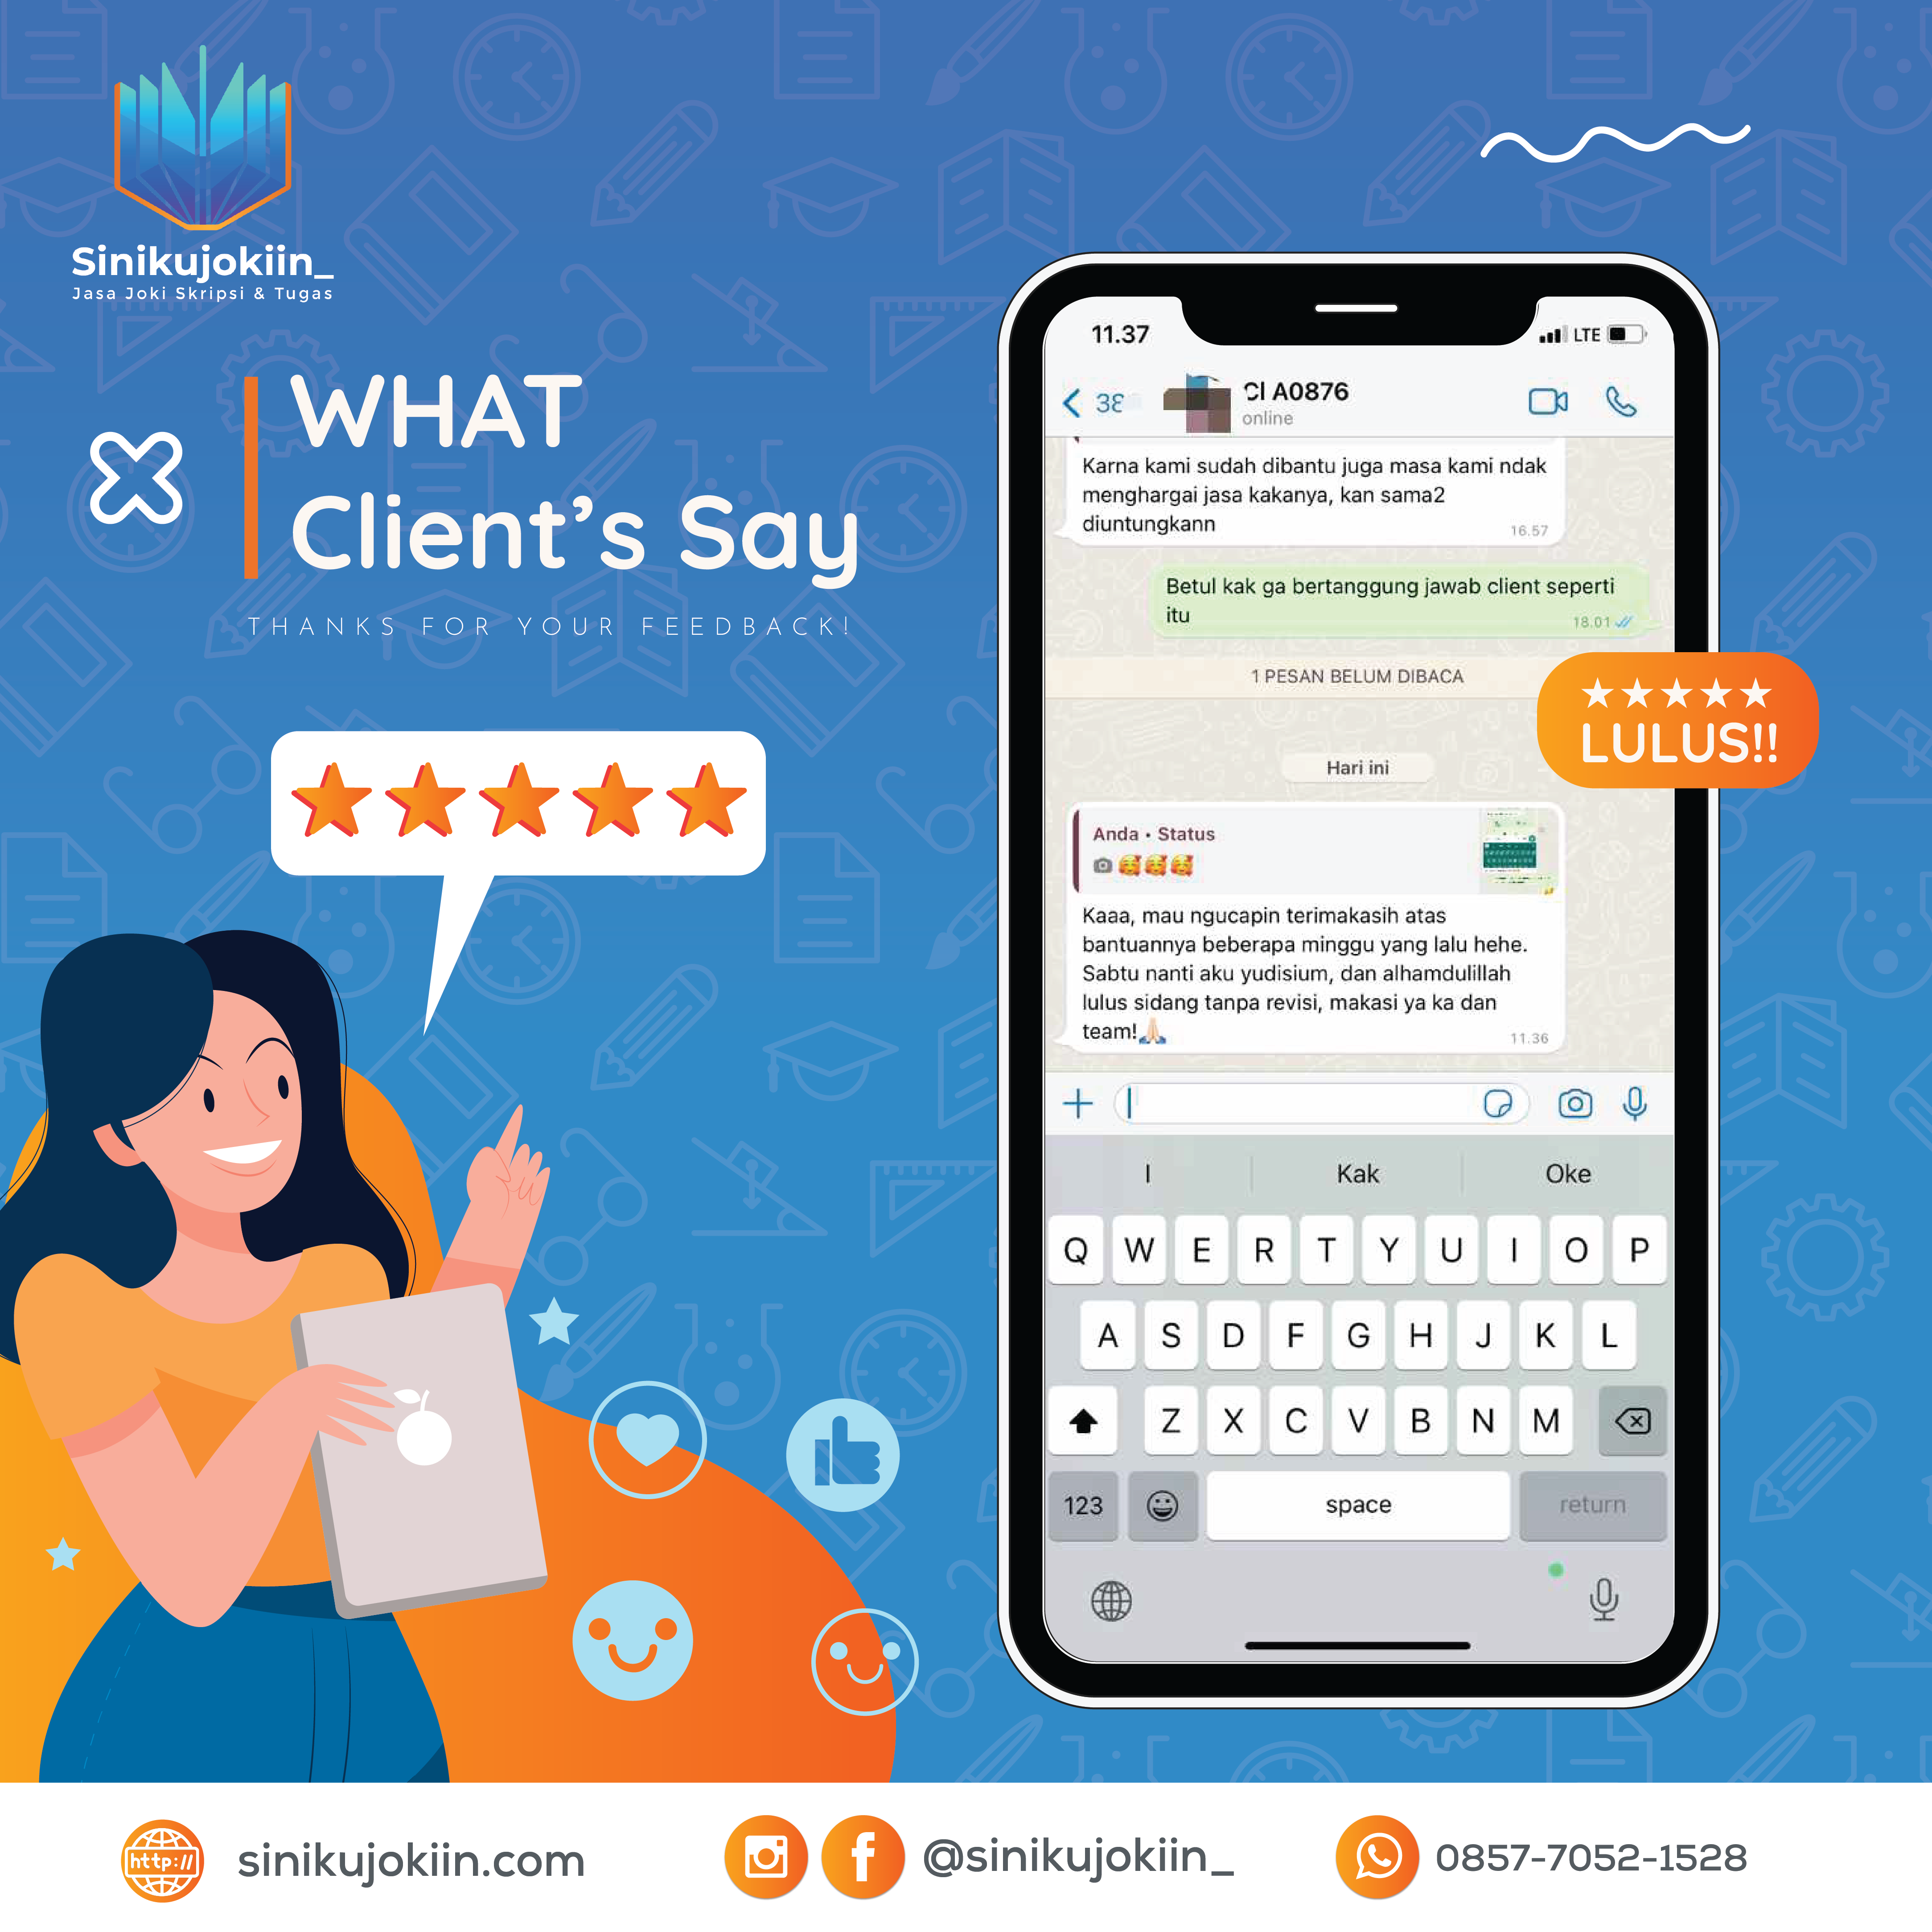 Sinikujokiin_
Jasa Joki Skripsi & Tugas
WHAT
Client's Say
THANKS FOR YOUR FEEDBACK!
11.37
LTE
38
Cl A0876
online
Karna kami sudah dibantu juga masa kami ndak
menghargai jasa kakanya, kan sama2
diuntungkann
16.57
Betul kak ga bertanggung jawab client seperti
itu
18.01
1 PESAN BELUM DIBACA
LULUS!!
Hari ini
Anda • Status
🥰🥰🥰
Kaaa, mau ngucapin terimakasih atas
bantuannya beberapa minggu yang lalu hehe.
Sabtu nanti aku yudisium, dan alhamdulillah
lulus sidang tanpa revisi, makasi ya ka dan
team!🙏🏻
11.36
I Kak Oke
Q W E R T Y U I O P
A S D F G H J K L
Z X C V B N M
123 space return
http://
sinikujokiin.com
@sinikujokiin_
0857-7052-1528